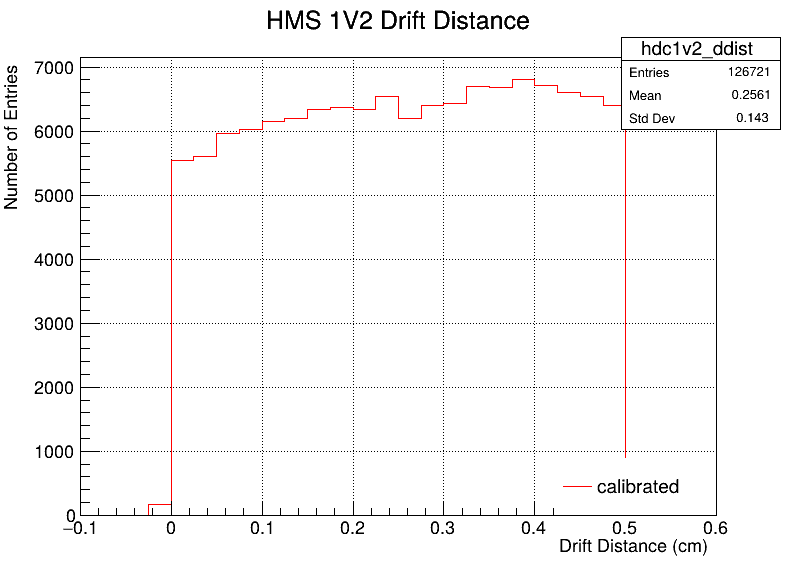 HMS 1V2 Drift Distance
hdc1v2_ddist
Entries 126721
Mean 0.2561
Std Dev 0.143
Number of Entries
7000
6000
5000
4000
3000
2000
1000
0
−0.1 0 0.1 0.2 0.3 0.4 0.5 0.6
calibrated
Drift Distance (cm)